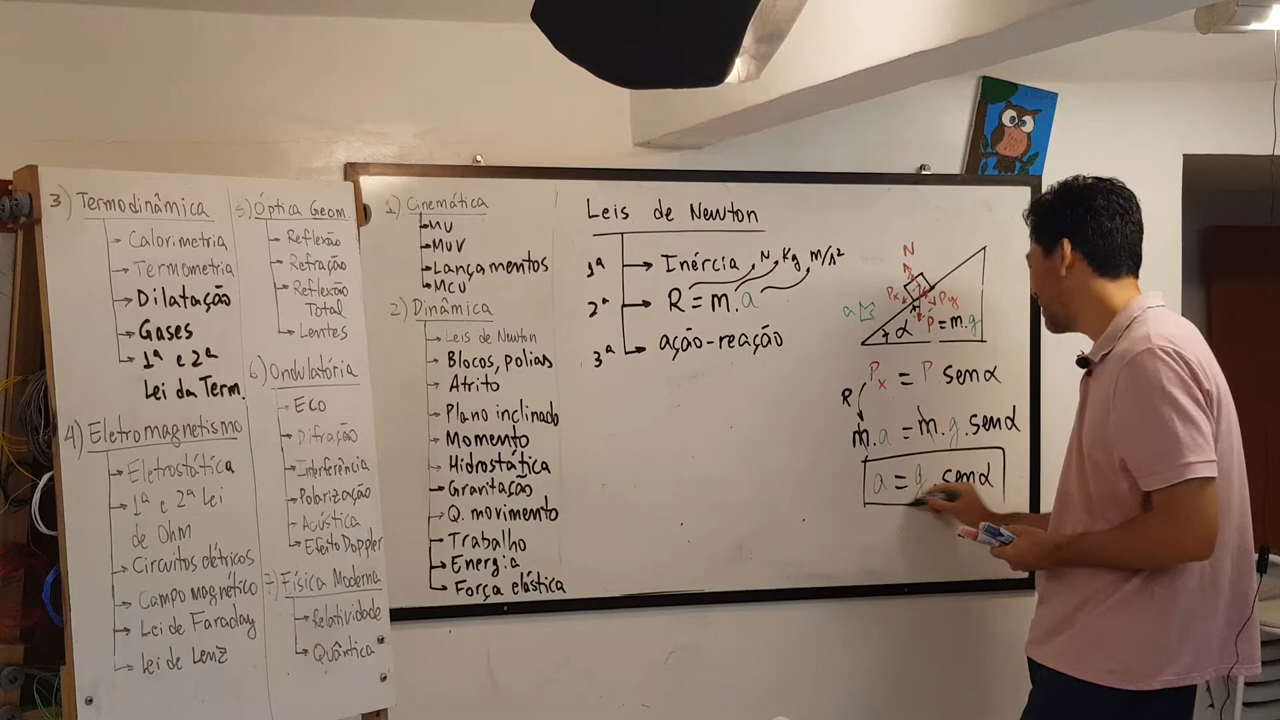 3) Termodinâmica
Calorimetria
Termometria
Dilatação
Gases
1ª e 2ª
Lei da Term.
4) Eletromagnetismo
Eletrostática
1ª e 2ª Lei
de Ohm
Circuitos elétricos
Campo magnético
Lei de Faraday
Lei de Lenz
5) Óptica Geom.
Reflexão
Refração
Reflexão
Total
Lentes
6) Ondulatória
Eco
Difração
Interferência
Polarização
Acústica
Efeito Doppler
7) Física Moderna
Relatividade
Quântica
1) Cinemática
MU
MUV
Lançamentos
MCU
2) Dinâmica
Leis de Newton
Blocos, polias
Atrito
Plano inclinado
Momento
Hidrostática
Gravitação
Q. movimento
Trabalho
Energia
Força elástica
Leis de Newton
1ª Inércia, N, Kg, m/s²
2ª R = m.a
3ª ação-reação
N
Px Py
a
α P = m.g
Px = P senα
R
m.a = m.g.senα
a = g.senα